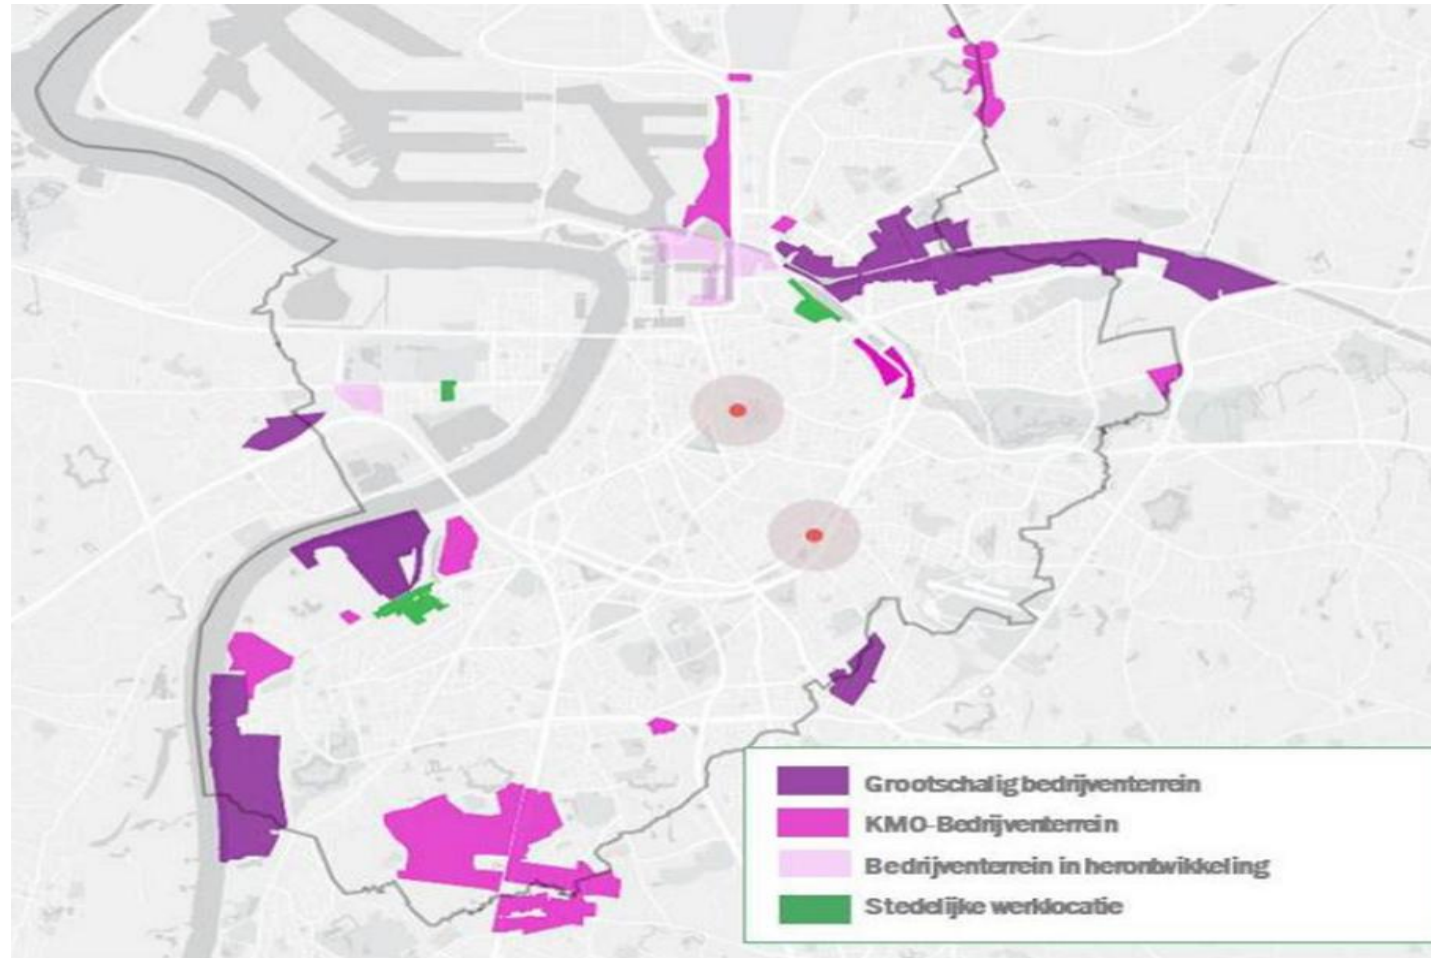 Grootschalig bedrijventerrein
KMO-Bedrijventerrein
Bedrijventerrein in herontwikkeling
Stedelijke werklocatie